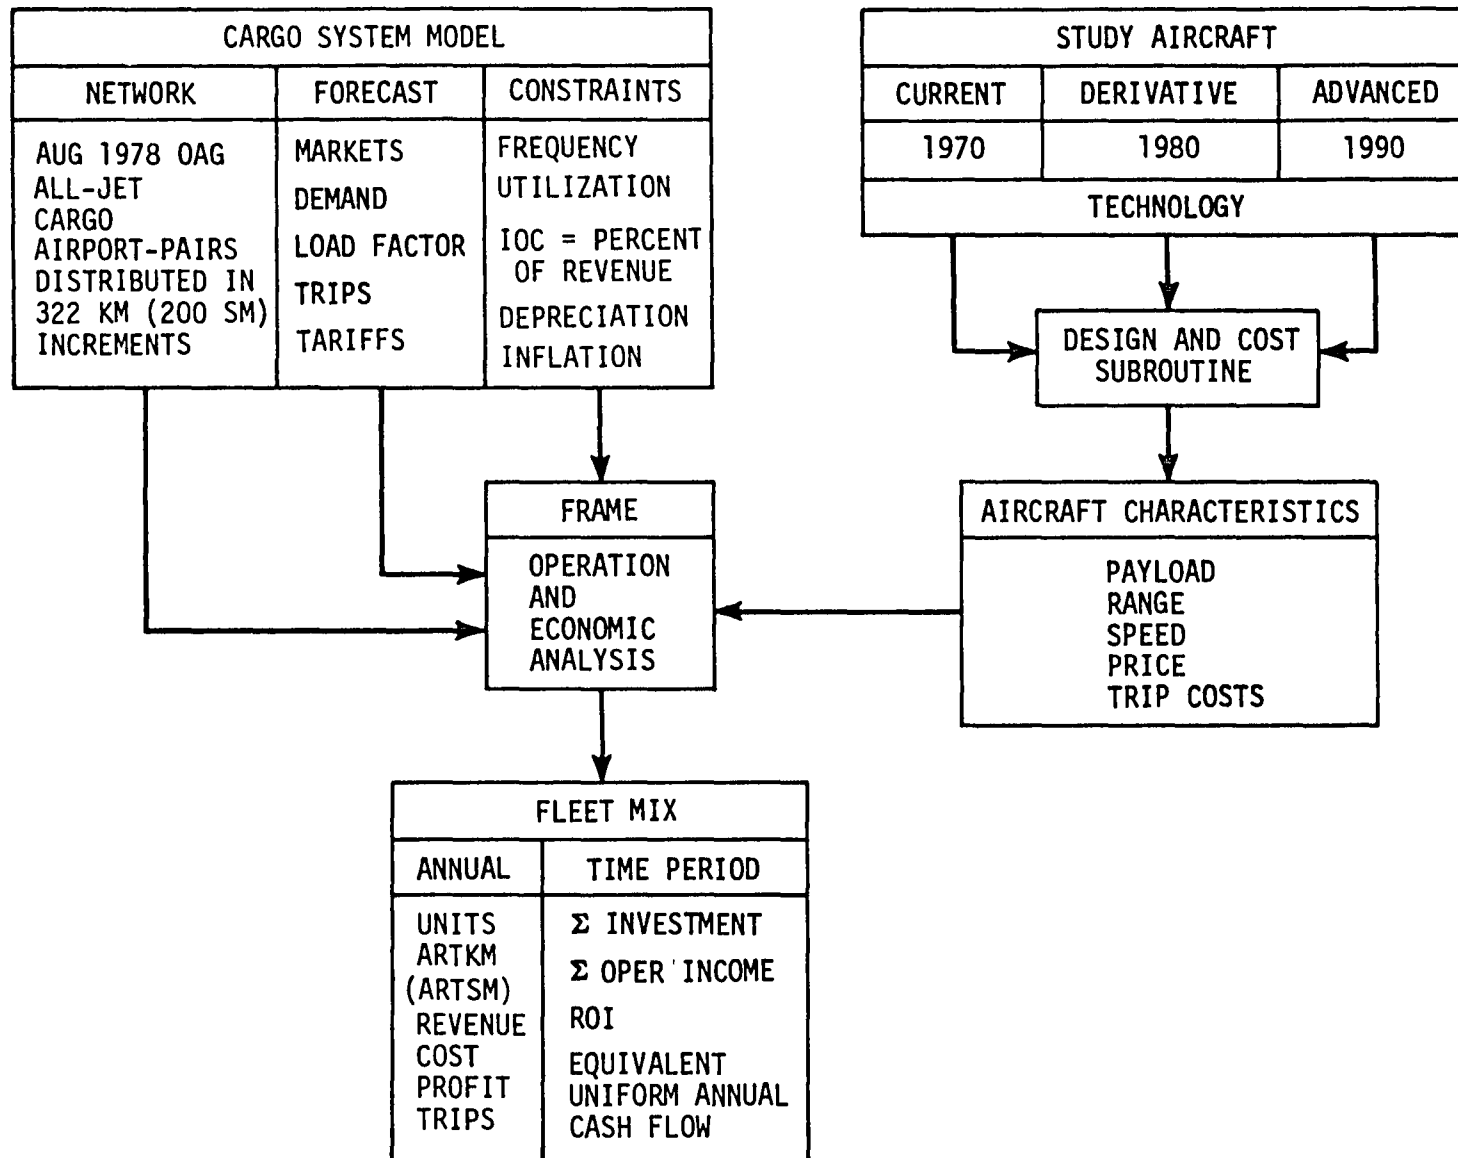 CARGO SYSTEM MODEL
NETWORK
AUG 1978 OAG
ALL-JET
CARGO
AIRPORT-PAIRS
DISTRIBUTED IN
322 KM (200 SM)
INCREMENTS
FORECAST
MARKETS
DEMAND
LOAD FACTOR
TRIPS
TARIFFS
CONSTRAINTS
FREQUENCY
UTILIZATION
IOC = PERCENT
OF REVENUE
DEPRECIATION
INFLATION
STUDY AIRCRAFT
CURRENT
DERIVATIVE
ADVANCED
1970
1980
1990
TECHNOLOGY
DESIGN AND COST
SUBROUTINE
AIRCRAFT CHARACTERISTICS
PAYLOAD
RANGE
SPEED
PRICE
TRIP COSTS
FRAME
OPERATION
AND
ECONOMIC
ANALYSIS
FLEET MIX
ANNUAL
UNITS
ARTKM
(ARTSM)
REVENUE
COST
PROFIT
TRIPS
TIME PERIOD
Σ INVESTMENT
Σ OPER INCOME
ROI
EQUIVALENT
UNIFORM ANNUAL
CASH FLOW